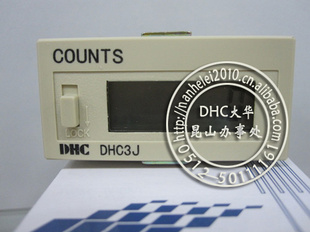 COUNTS
LOCK
DHC DHC3J
nanhelei2010.cn.alibaba.com
DHC大华
昆山办事处
0512-50111161